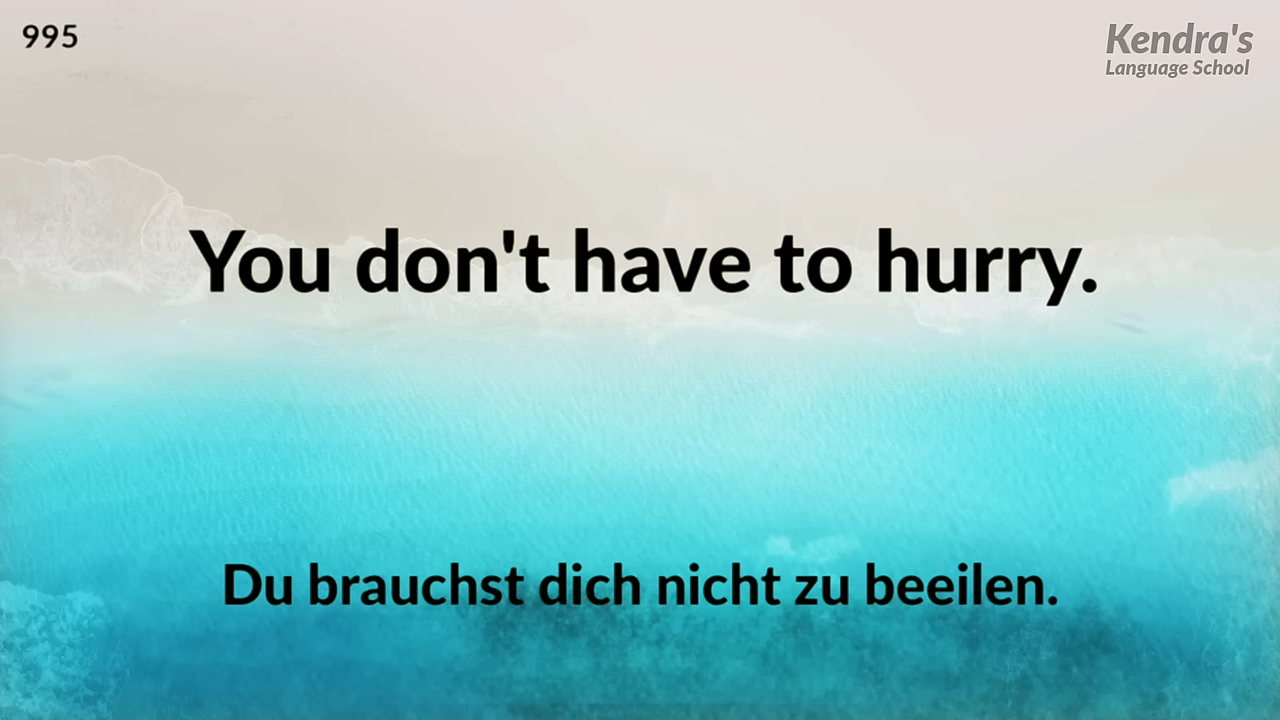 995
Kendra's
Language School
You don't have to hurry.
Du brauchst dich nicht zu beeilen.